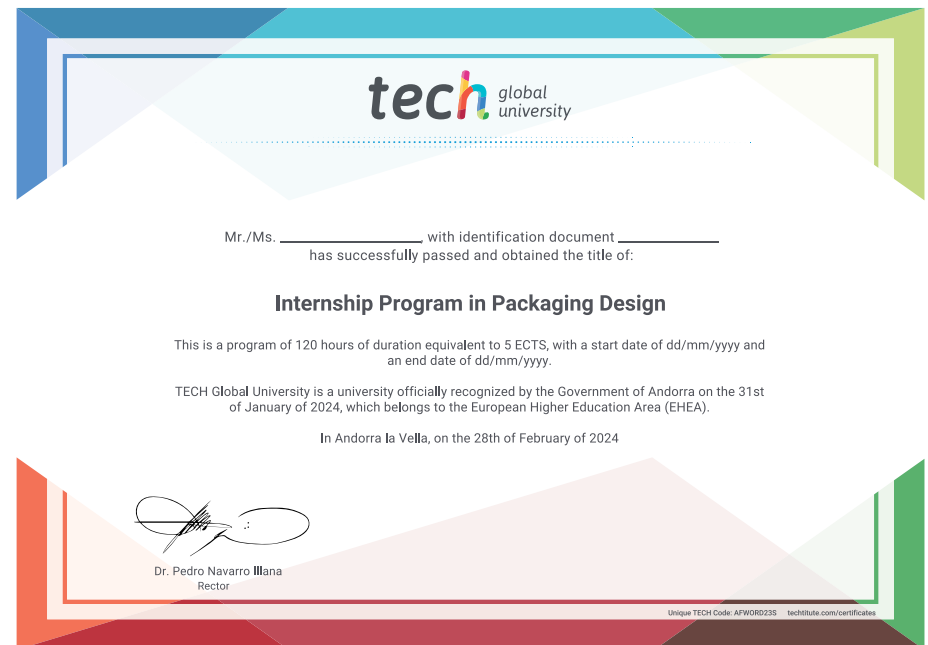 tech global
university
Mr./Ms. ____________, with identification document ____________
has successfully passed and obtained the title of:
Internship Program in Packaging Design
This is a program of 120 hours of duration equivalent to 5 ECTS, with a start date of dd/mm/yyyy and
an end date of dd/mm/yyyy.
TECH Global University is a university officially recognized by the Government of Andorra on the 31st
of January of 2024, which belongs to the European Higher Education Area (EHEA).
In Andorra la Vella, on the 28th of February of 2024
Dr. Pedro Navarro Illana
Rector
Unique TECH Code: AFWORD23S techtitute.com/certificates